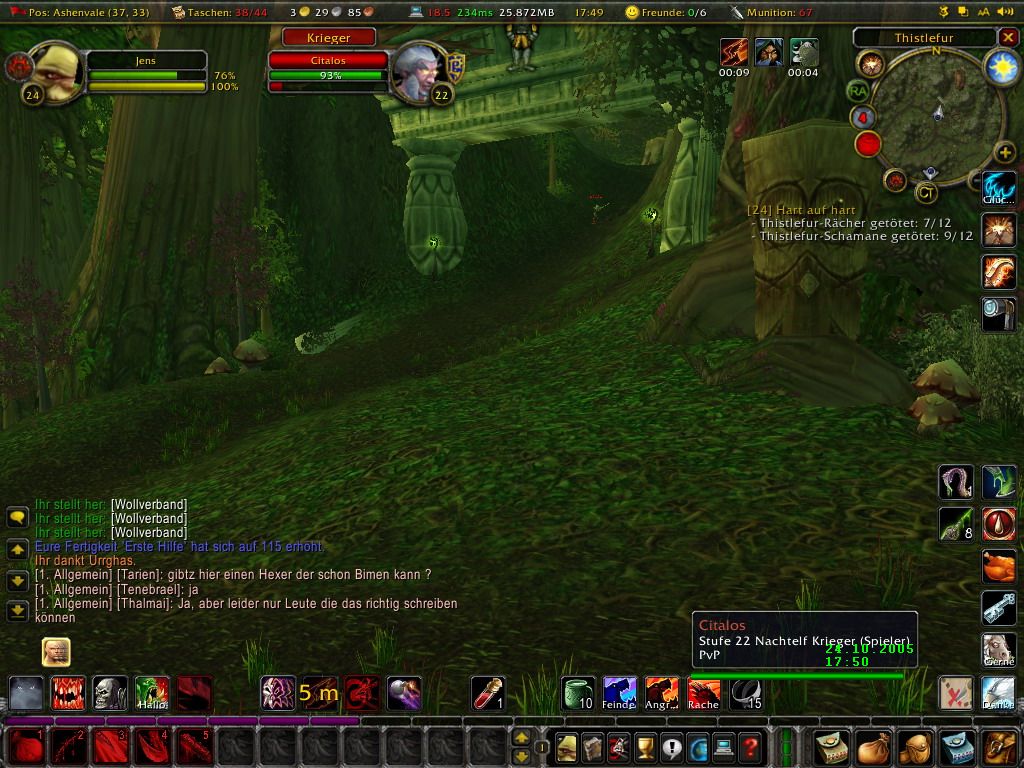 Pos: Ashenvale (37, 33) Taschen: 38/44 3 29 85 18.5 234ms 25.872MB 17:49 Freunde: 0/6 Munition: 67
Krieger
Thistlefur
N
Jens
Citalos
76%
93%
100%
24
22
00:09
00:04
RA
4
CT
[24] Hart auf hart
- Thistlefur-Rächer getötet: 7/12
- Thistlefur-Schamane getötet: 9/12
Ihr stellt her: [Wollverband]
Ihr stellt her: [Wollverband]
Ihr stellt her: [Wollverband]
Eure Fertigkeit 'Erste Hilfe' hat sich auf 115 erhöht.
Ihr dankt Urrghas.
[1. Allgemein] [Tarien]: gibtz hier einen Hexer der schon Bimen kann ?
[1. Allgemein] [Tenebrael]: ja
[1. Allgemein] [Thalmai]: Ja, aber leider nur Leute die das richtig schreiben
können
8
Citalos
Stufe 22 Nachtelf Krieger (Spieler)
PvP
24.10.2005
17:50
Hallo
5 m
1
10
Feinde
Angr...
Rache
15
1
2
3
4
5
1